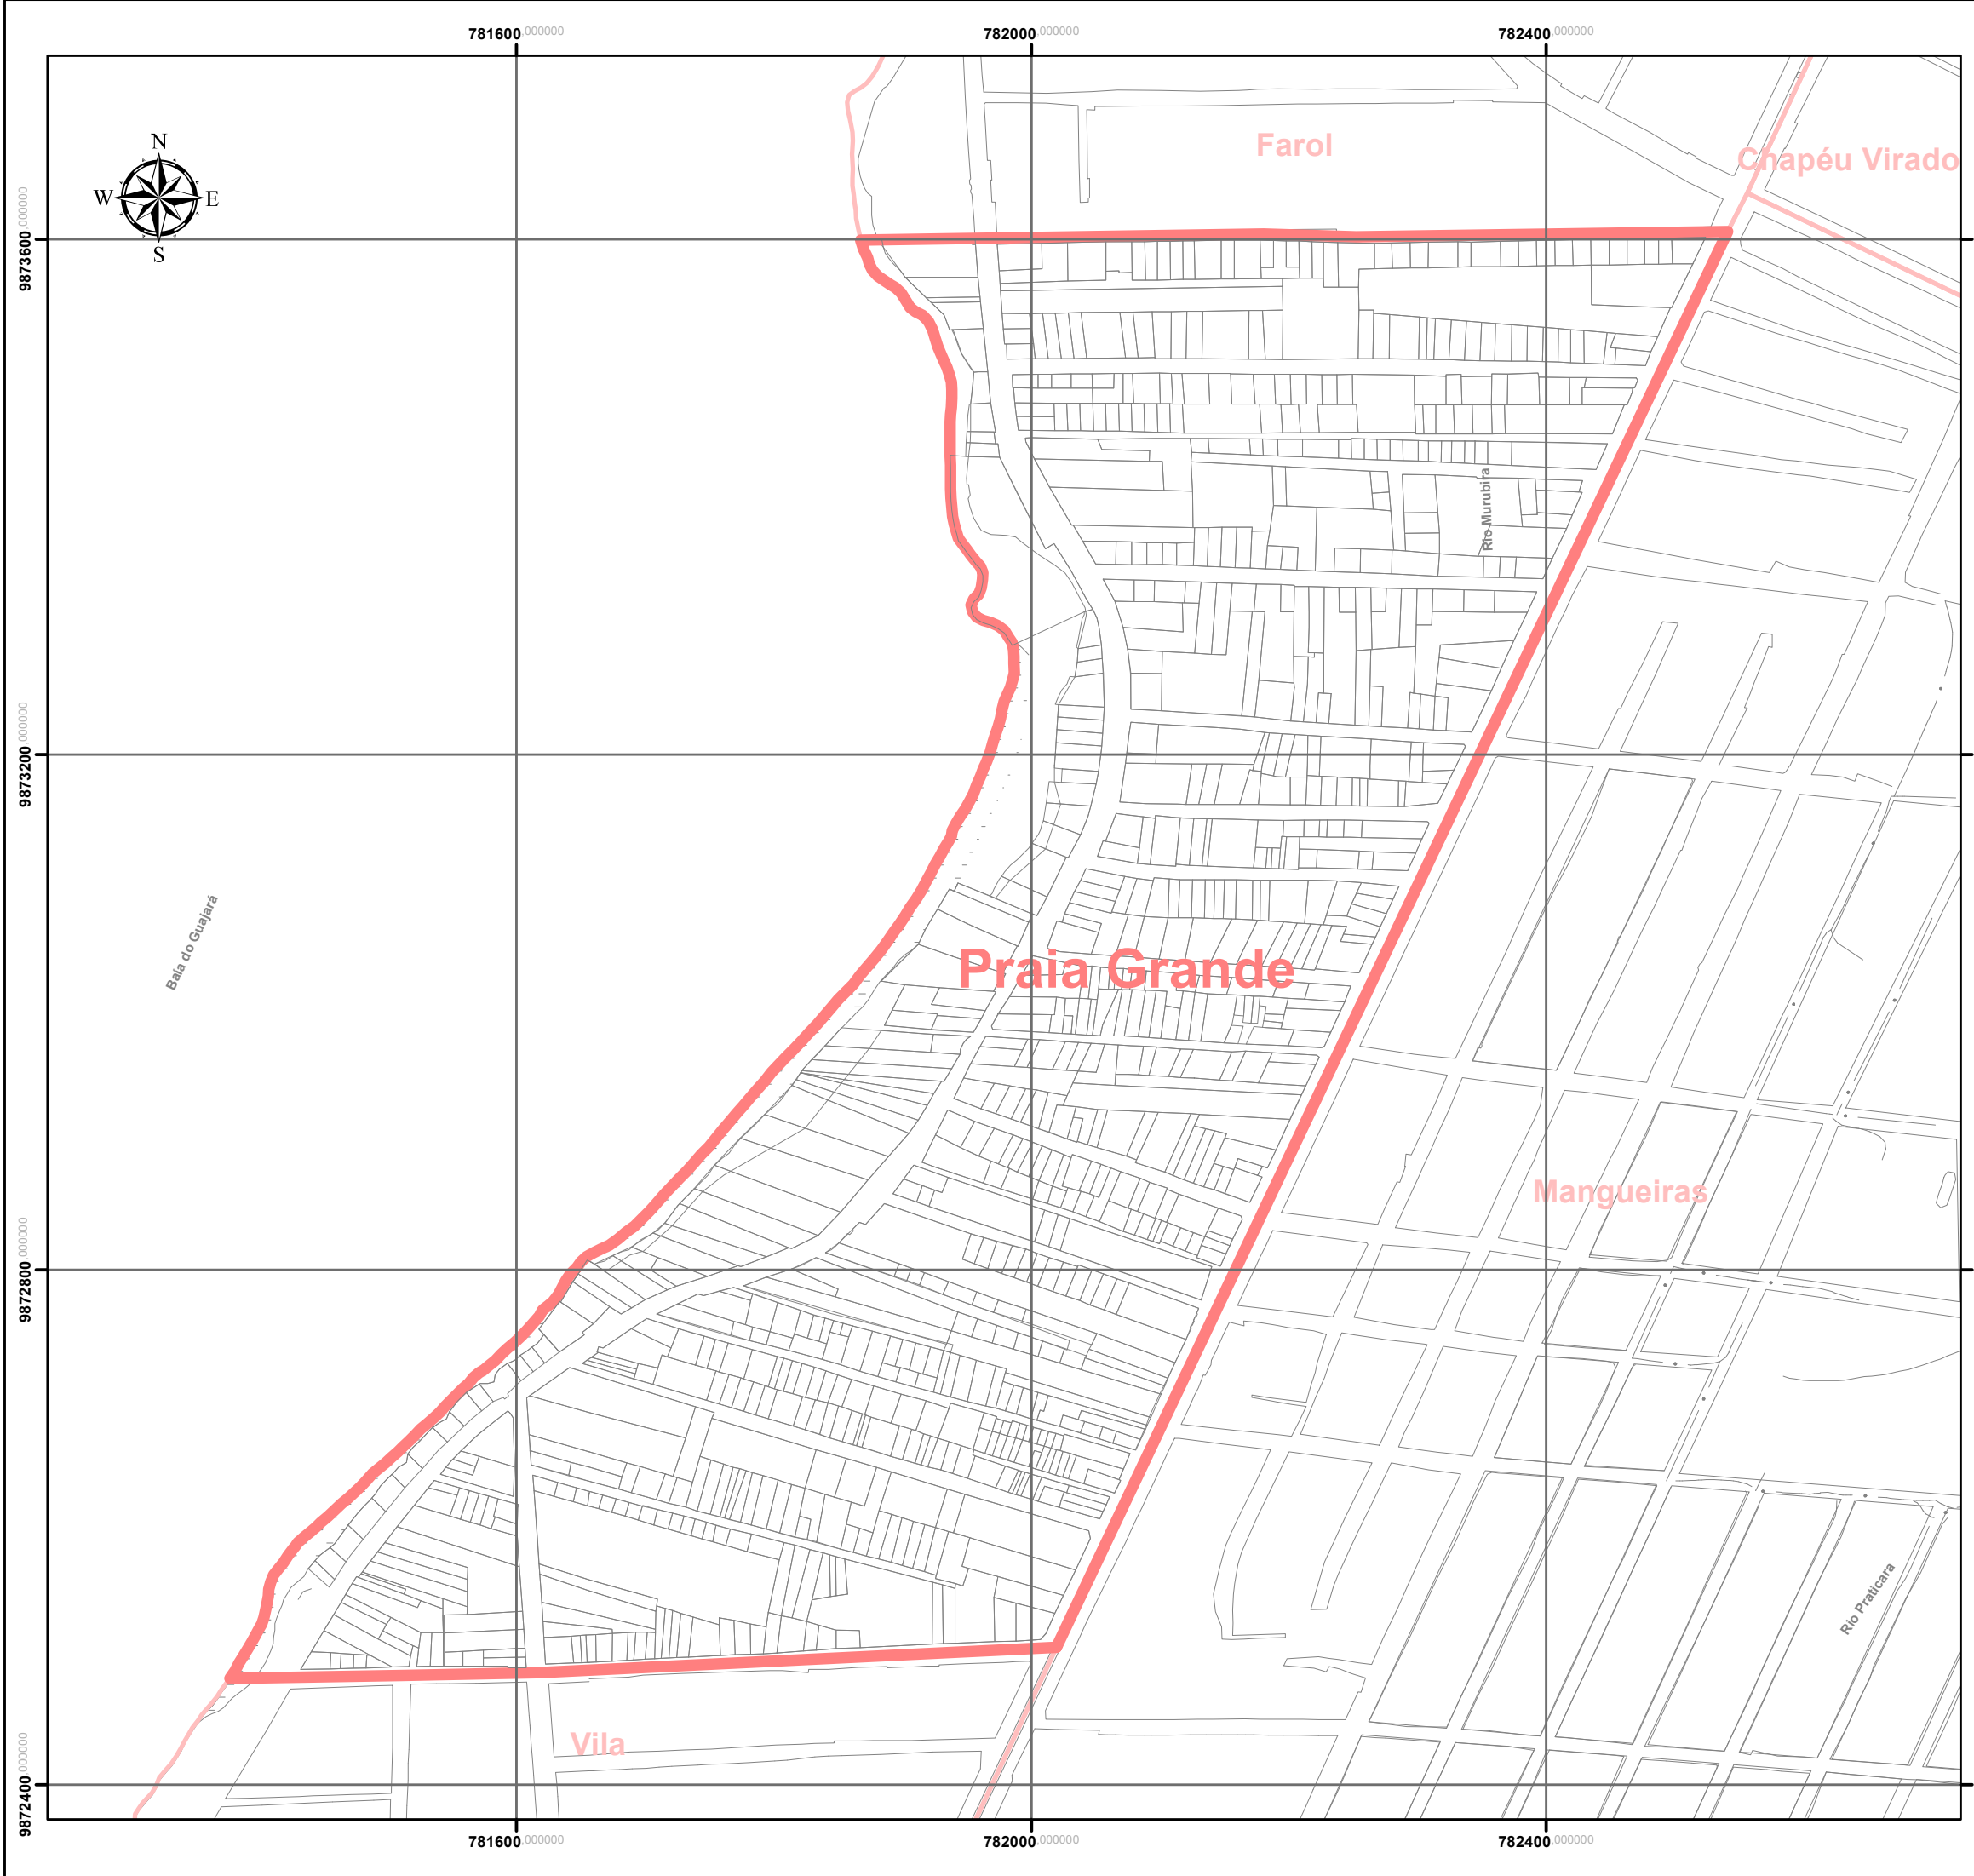 781600.000000 782000.000000 782400.000000
N
W E
S
Farol
Chapéu Virado
9873600.000000
Rio Murubira
9873200.000000
Baía do Guajará
Praia Grande
Mangueiras
9872800.000000
Rio Praticara
Vila
9872400.000000
781600.000000 782000.000000 782400.000000